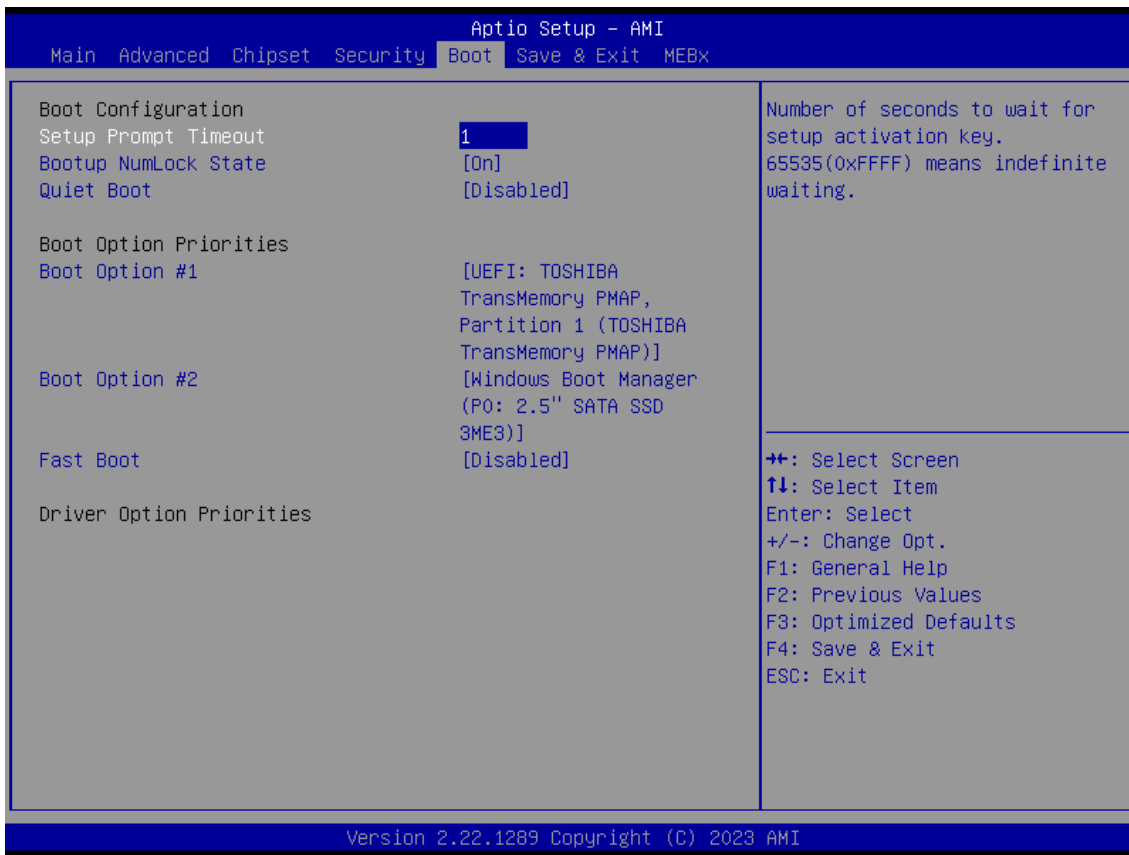 Aptio Setup - AMI
Main Advanced Chipset Security Boot Save & Exit MEBx
Boot Configuration
Setup Prompt Timeout 1
Bootup NumLock State [On]
Quiet Boot [Disabled]
Boot Option Priorities
Boot Option #1 [UEFI: TOSHIBA
TransMemory PMAP,
Partition 1 (TOSHIBA
TransMemory PMAP)]
Boot Option #2 [Windows Boot Manager
(P0: 2.5" SATA SSD
3ME3)]
Fast Boot [Disabled]
Driver Option Priorities
Number of seconds to wait for
setup activation key.
65535(0xFFFF) means indefinite
waiting.
→←: Select Screen
↑↓: Select Item
Enter: Select
+/-: Change Opt.
F1: General Help
F2: Previous Values
F3: Optimized Defaults
F4: Save & Exit
ESC: Exit
Version 2.22.1289 Copyright (C) 2023 AMI